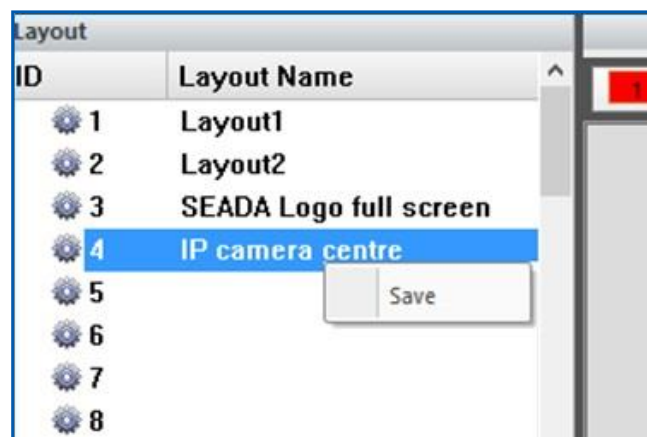 Layout
ID Layout Name
1 Layout1
1
2 Layout2
3 SEADA Logo full screen
4 IP camera centre
5 Save
6
7
8